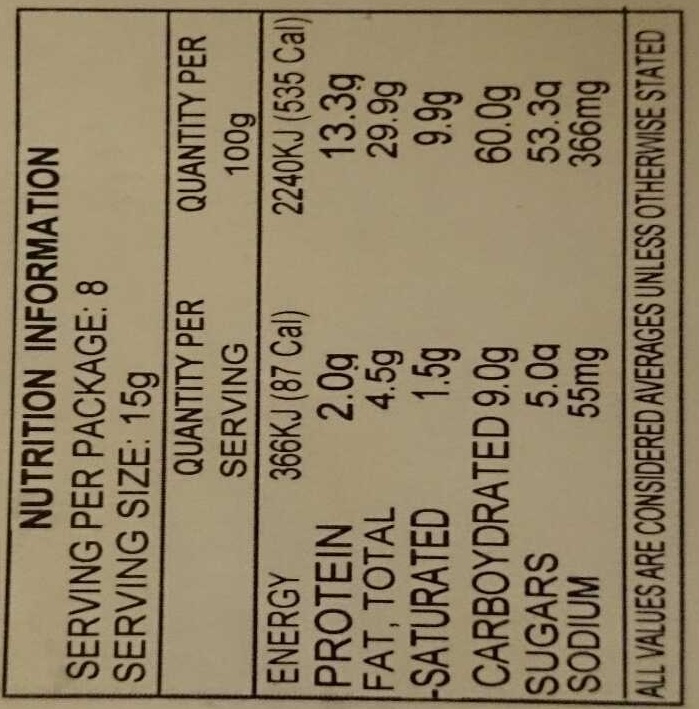 NUTRITION INFORMATION
SERVING PER PACKAGE: 8
SERVING SIZE: 15g
QUANTITY PER SERVING QUANTITY PER 100g
ENERGY 366KJ (87 Cal) 2240KJ (535 Cal)
PROTEIN 2.0g 13.3g
FAT, TOTAL 4.5g 29.9g
-SATURATED 1.5g 9.9g
CARBOYDRATED 9.0g 60.0g
SUGARS 5.0g 53.3g
SODIUM 55mg 366mg
ALL VALUES ARE CONSIDERED AVERAGES UNLESS OTHERWISE STATED